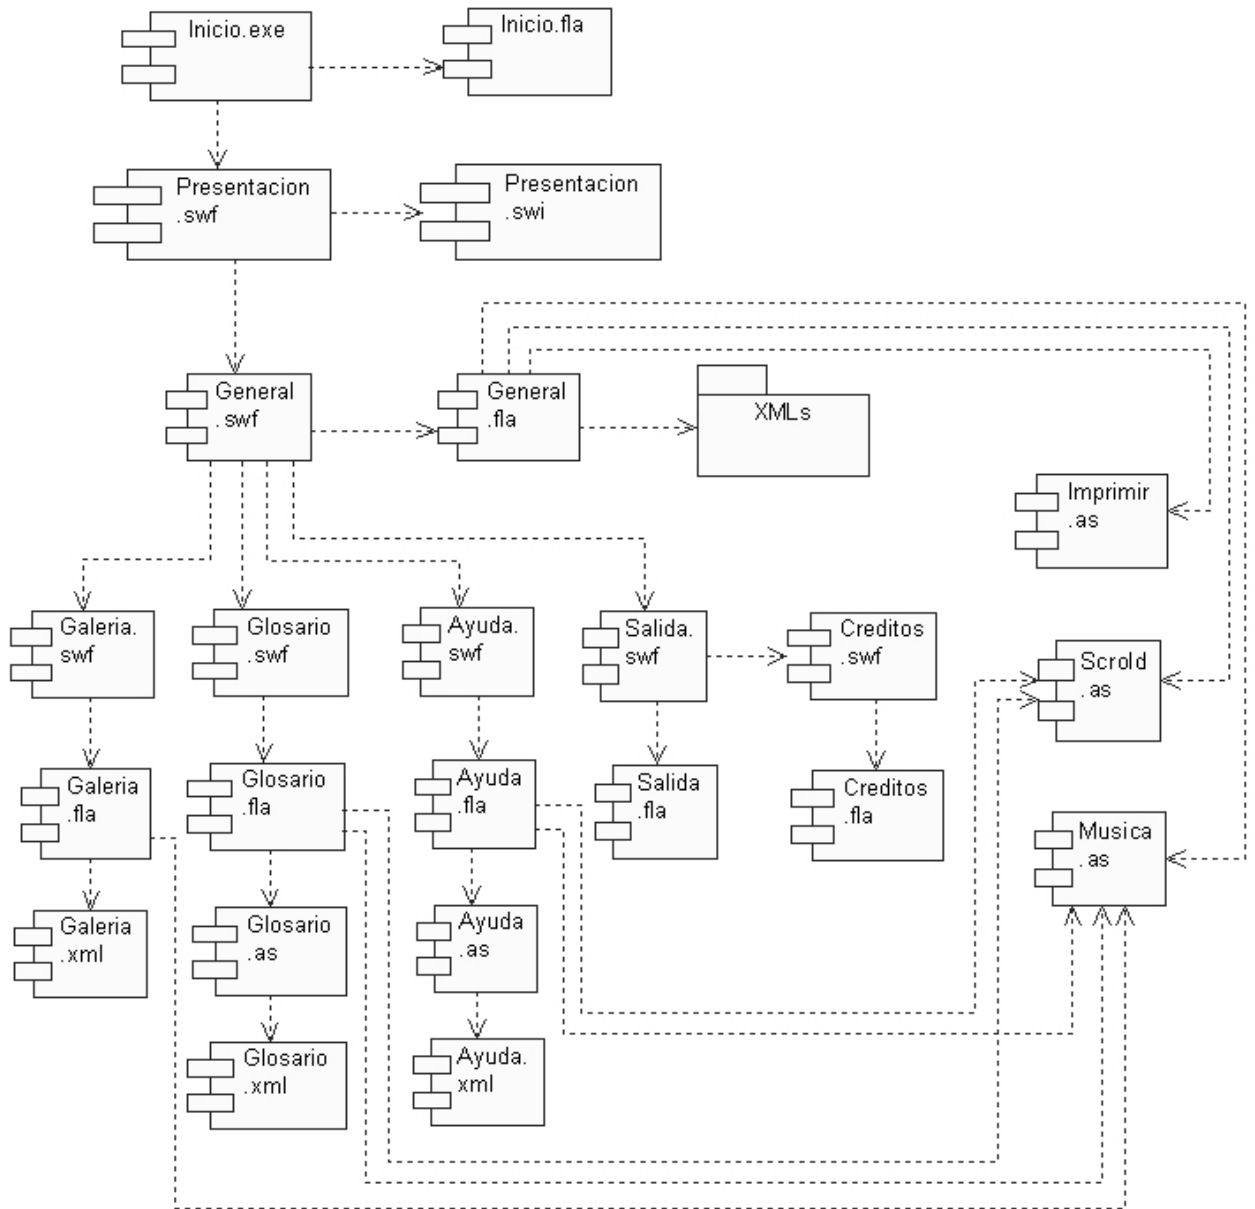 Inicio.exe
Inicio.fla
Presentacion
.swf
Presentacion
.swi
General
.swf
General
.fla
XMLs
Imprimir
.as
Galeria.
swf
Glosario
.swf
Ayuda.
swf
Salida.
swf
Creditos
.swf
Scrold
.as
Galeria
.fla
Glosario
.fla
Ayuda
.fla
Salida
.fla
Creditos
.fla
Musica
.as
Galeria
.xml
Glosario
.as
Ayuda
.as
Glosario
.xml
Ayuda.
xml